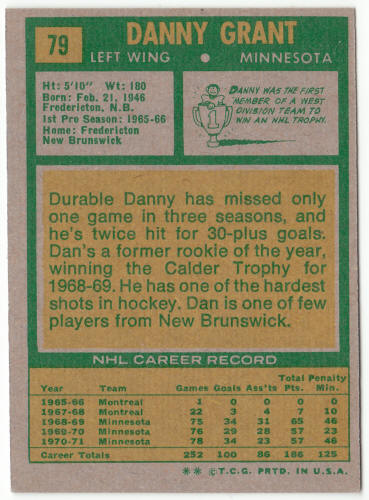 79
DANNY GRANT
LEFT WING • MINNESOTA
Ht: 5'10" Wt: 180
Born: Feb. 21, 1946
Fredericton, N.B.
1st Pro Season: 1965-66
Home: Fredericton
New Brunswick
DANNY WAS THE FIRST
MEMBER OF A WEST
DIVISION TEAM TO
WIN AN NHL TROPHY.
1
Durable Danny has missed only
one game in three seasons, and
he's twice hit for 30-plus goals.
Dan's a former rookie of the year,
winning the Calder Trophy for
1968-69. He has one of the hardest
shots in hockey. Dan is one of few
players from New Brunswick.
NHL CAREER RECORD
Total Penalty
Year Team Games Goals Ass'ts Pts. Min.
1965-66 Montreal 1 0 0 0 0
1967-68 Montreal 22 3 4 7 10
1968-69 Minnesota 75 34 31 65 46
1969-70 Minnesota 76 29 28 57 23
1970-71 Minnesota 78 34 23 57 46
Career Totals 252 100 86 186 125
** ©T.C.G. PRTD. IN U.S.A.